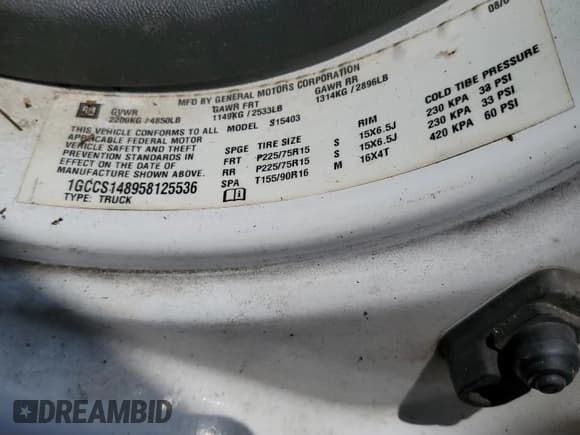 08/0
MFD BY GENERAL MOTORS CORPORATION
GM GVWR GAWR FRT GAWR RR
2200KG /4850LB 1149KG / 2533LB 1314KG / 2896LB
THIS VEHICLE CONFORMS TO ALL
APPLICABLE FEDERAL MOTOR
VEHICLE SAFETY AND THEFT
PREVENTION STANDARDS IN
EFFECT ON THE DATE OF
MANUFACTURE SHOWN ABOVE.
1GCCS148958125536
TYPE: TRUCK
MODEL S15403
SPGE TIRE SIZE RIM COLD TIRE PRESSURE
FRT P225/75R15 S 15X6.5J 230 KPA 33 PSI
RR P225/75R15 S 15X6.5J 230 KPA 33 PSI
SPA T155/90R16 M 16X4T 420 KPA 60 PSI
DREAMBID